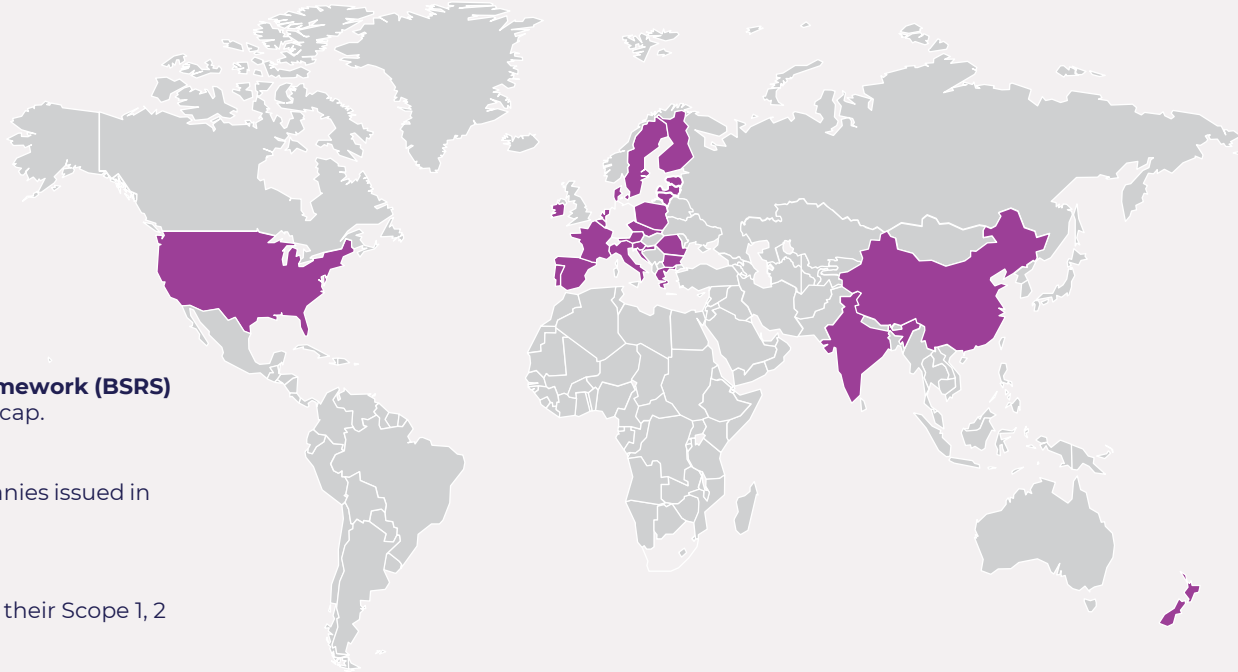 mework (BSRS)
cap.
nies issued in
their Scope 1, 2